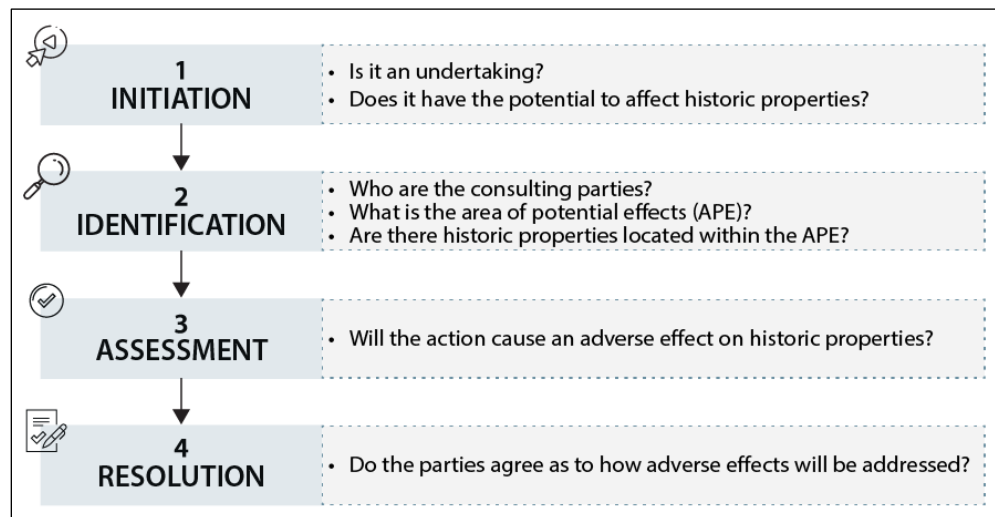 1
INITIATION
• Is it an undertaking?
• Does it have the potential to affect historic properties?
2
IDENTIFICATION
• Who are the consulting parties?
• What is the area of potential effects (APE)?
• Are there historic properties located within the APE?
3
ASSESSMENT
• Will the action cause an adverse effect on historic properties?
4
RESOLUTION
• Do the parties agree as to how adverse effects will be addressed?